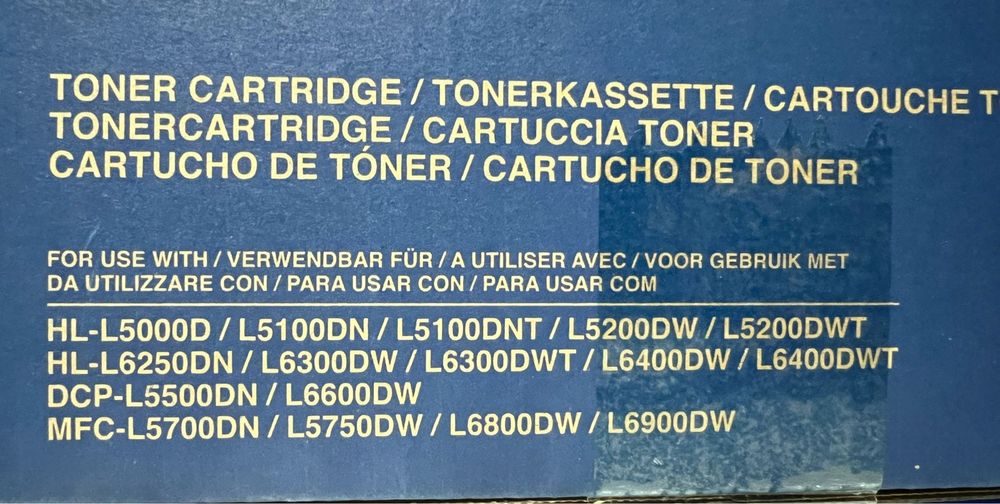 TONER CARTRIDGE / TONERKASSETTE / CARTOUCHE T
TONERCARTRIDGE / CARTUCCIA TONER
CARTUCHO DE TÓNER / CARTUCHO DE TONER
FOR USE WITH / VERWENDBAR FÜR / A UTILISER AVEC / VOOR GEBRUIK MET
DA UTILIZZARE CON / PARA USAR CON / PARA USAR COM
HL-L5000D / L5100DN / L5100DNT / L5200DW / L5200DWT
HL-L6250DN / L6300DW / L6300DWT / L6400DW / L6400DWT
DCP-L5500DN / L6600DW
MFC-L5700DN / L5750DW / L6800DW / L6900DW